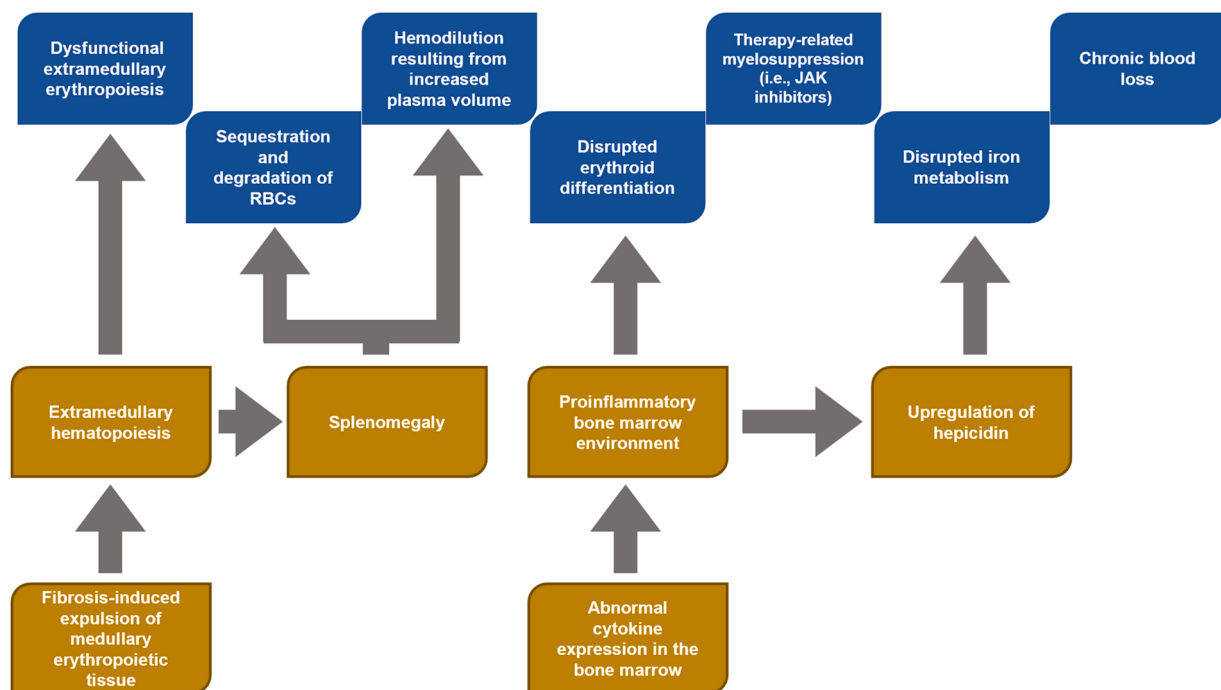 Dysfunctional
extramedullary
erythropoiesis
Hemodilution
resulting from
increased
plasma volume
Therapy-related
myelosuppression
(i.e., JAK
inhibitors)
Chronic blood
loss
Sequestration
and
degradation of
RBCs
Disrupted
erythroid
differentiation
Disrupted iron
metabolism
Extramedullary
hematopoiesis
Splenomegaly
Proinflammatory
bone marrow
environment
Upregulation of
hepicidin
Fibrosis-induced
expulsion of
medullary
erythropoietic
tissue
Abnormal
cytokine
expression in the
bone marrow